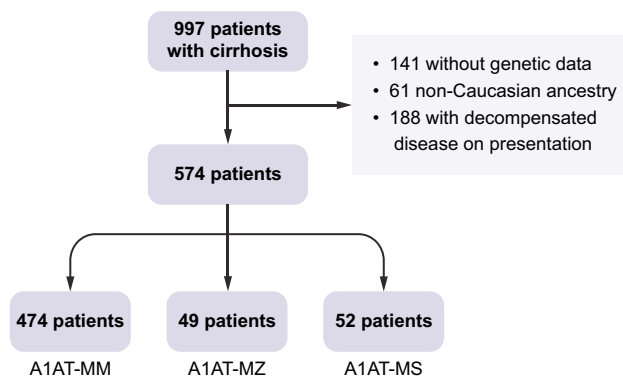 997 patients
with cirrhosis
• 141 without genetic data
• 61 non-Caucasian ancestry
• 188 with decompensated
disease on presentation
574 patients
474 patients
49 patients
52 patients
A1AT-MM
A1AT-MZ
A1AT-MS